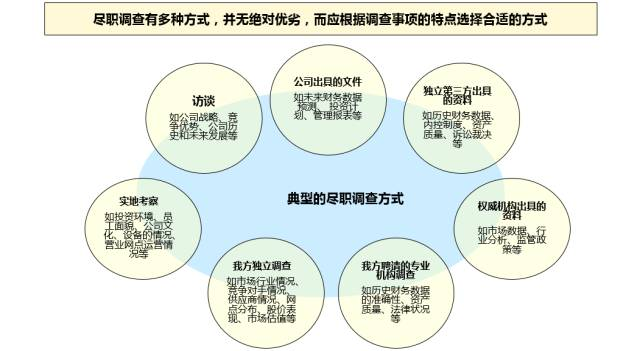 尽职调查有多种方式，并无绝对优劣，而应根据调查事项的特点选择合适的方式
公司出具的文件
如未来财务数据
预测、投资计
划、管理报表等
访谈
如公司战略、竞
争优势、公司历
史和未来发展等
独立第三方出具
的资料
如历史财务数据、
内控制度、资产
质量、诉讼裁决
等
典型的尽职调查方式
实地考察
如投资环境、员
工面貌、公司文
化、设备的情况、
营业网点运营情
况等
权威机构出具的
资料
如市场数据、行
业分析、监管政
策等
我方独立调查
如市场行业情况、
竞争对手情况、
供应商情况、网
点分布、股价表
现、市场估值等
我方聘请的专业
机构调查
如历史财务数据
的准确性、资产
质量、法律状况
等